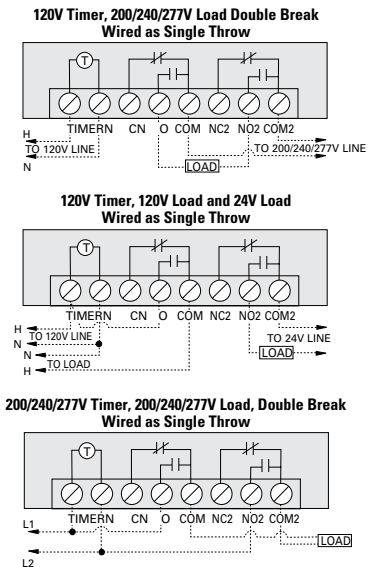 120V Timer, 200/240/277V Load Double Break
Wired as Single Throw
T
TIMERN CN O COM NC2 NO2 COM2
H
TO 120V LINE
N
LOAD
TO 200/240/277V LINE
120V Timer, 120V Load and 24V Load
Wired as Single Throw
T
TIMERN CN O COM NC2 NO2 COM2
H
TO 120V LINE
N
N
TO LOAD
H
TO 24V LINE
LOAD
200/240/277V Timer, 200/240/277V Load, Double Break
Wired as Single Throw
T
TIMERN CN O COM NC2 NO2 COM2
L1
LOAD
L2